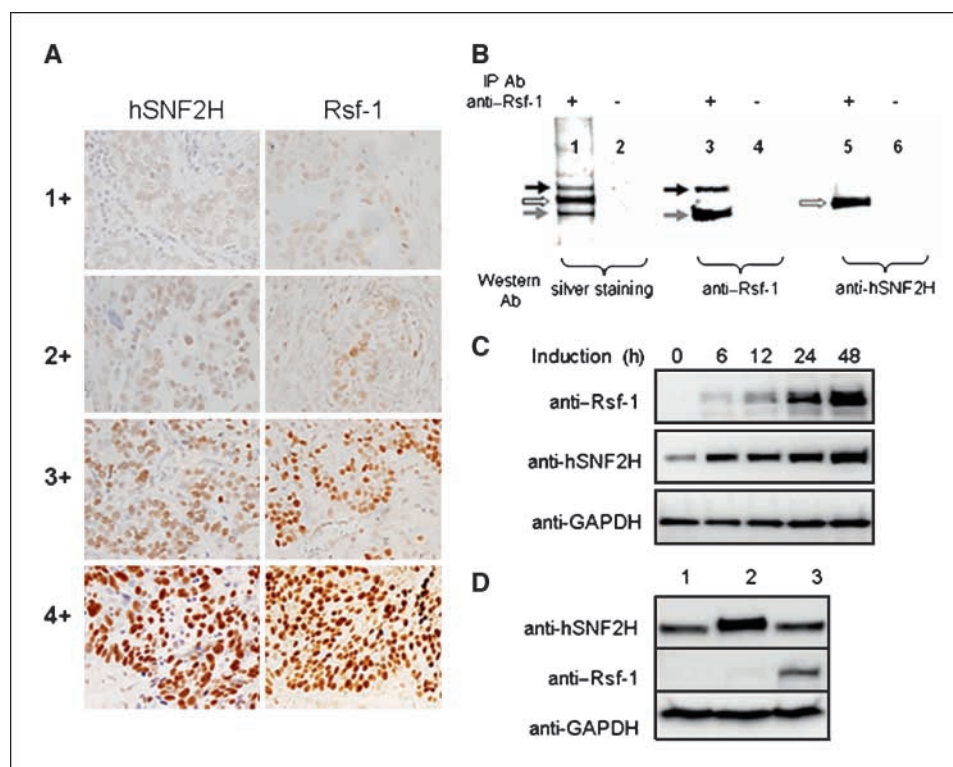 A
hSNF2H Rsf-1
1+
2+
3+
4+
B
IP Ab
anti–Rsf-1 + - + - + -
1 2 3 4 5 6
Western
Ab
silver staining anti–Rsf-1 anti-hSNF2H
C
Induction (h) 0 6 12 24 48
anti–Rsf-1
anti-hSNF2H
anti-GAPDH
D
1 2 3
anti-hSNF2H
anti–Rsf-1
anti-GAPDH